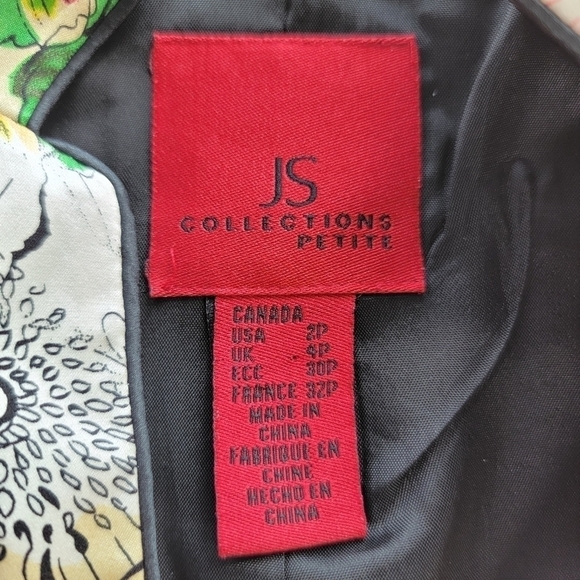 JS
COLLECTIONS
PETITE
CANADA
USA 2P
UK 4P
ECC 30P
FRANCE 32P
MADE IN
CHINA
FABRIQUE EN
CHINE
HECHO EN
CHINA